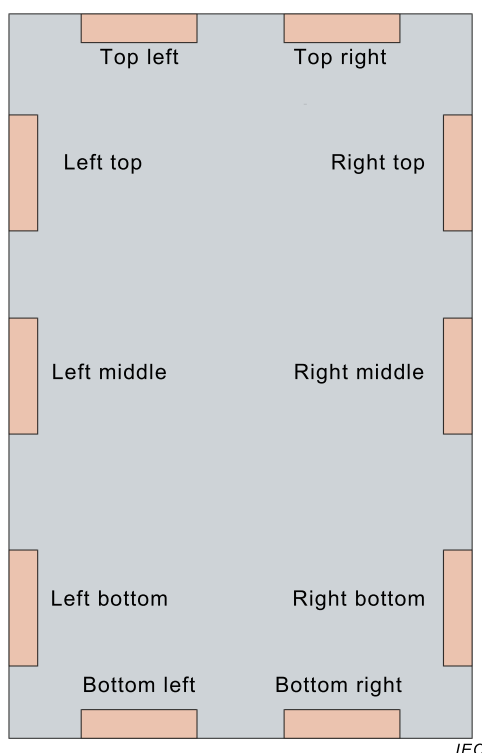 Top left Top right
Left top Right top
Left middle Right middle
Left bottom Right bottom
Bottom left Bottom right
IEC